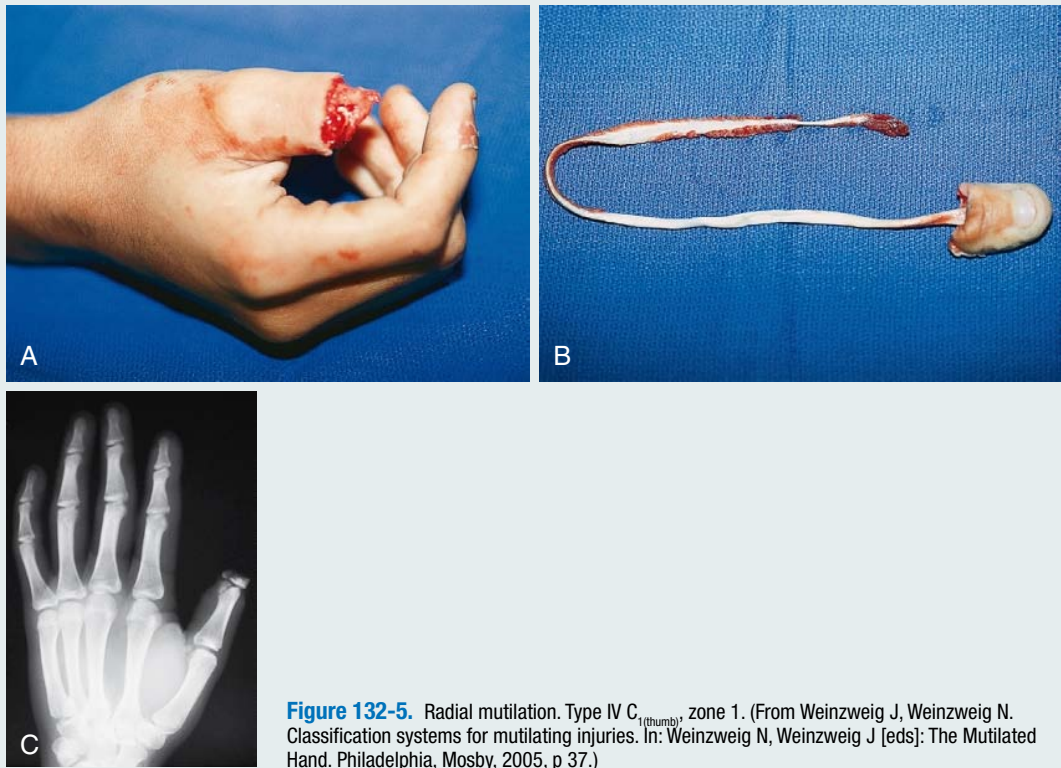 A
B
C
Figure 132-5. Radial mutilation. Type IV C1(thumb), zone 1. (From Weinzweig J, Weinzweig N.
Classification systems for mutilating injuries. In: Weinzweig N, Weinzweig J [eds]: The Mutilated
Hand. Philadelphia, Mosby, 2005, p 37.)